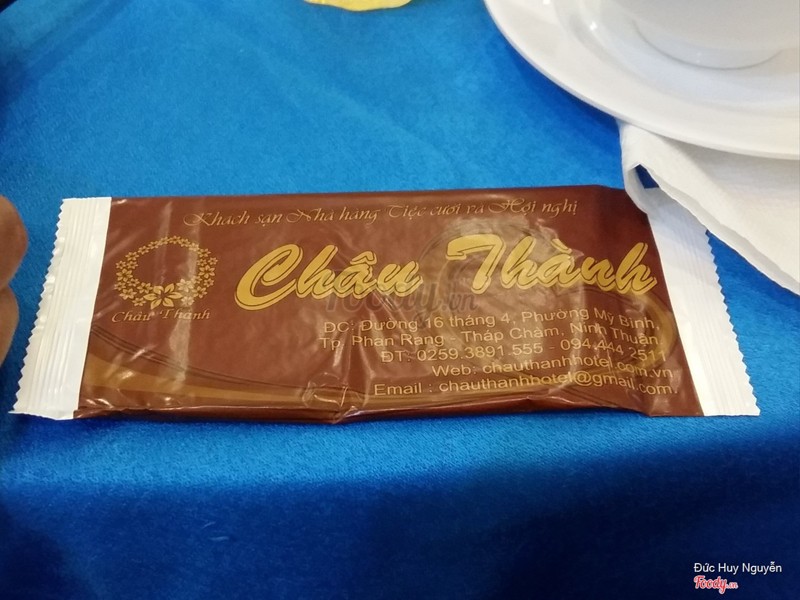 Khách sạn Nhà hàng Tiệc cưới và Hội nghị
Châu Thành
Châu Thành
ĐC: Đường 16 tháng 4, Phường Mỹ Bình,
Tp. Phan Rang Tháp Chàm, Ninh Thuận,
ĐT: 0259.3891.555 - 094.444.2511
Web: chauthanhhotel.com.vn
Email : chauthanhhotel@gmail.com.
Foody.vn
Đức Huy Nguyễn
Foody.vn